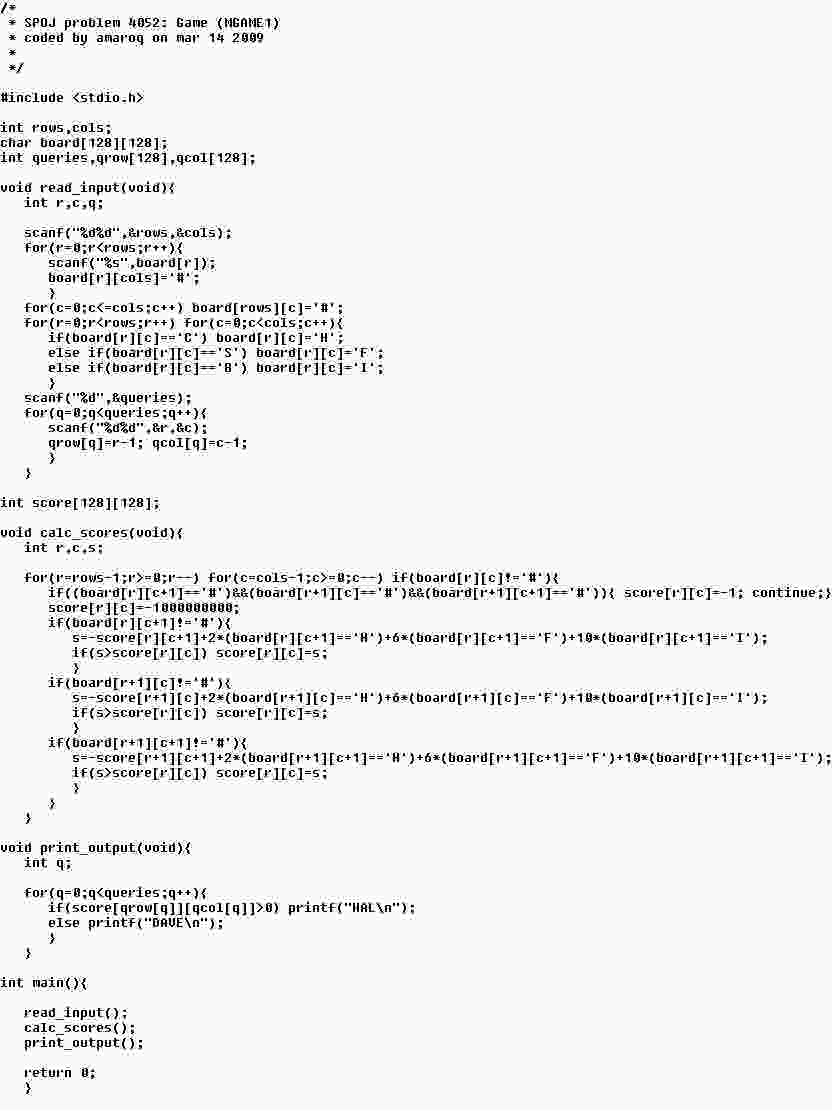 /*
 * SPOJ problem 4052: Game (NGAME1)
 * coded by amaroq on mar 14 2009
 *
 */

#include <stdio.h>

int rows,cols;
char board[128][128];
int queries,qrow[128],qcol[128];

void read_input(void){
   int r,c,q;

   scanf("%d%d",&rows,&cols);
   for(r=0;r<rows;r++){
      scanf("%s",board[r]);
      board[r][cols]='#';
      }
   for(c=0;c<=cols;c++) board[rows][c]='#';
   for(r=0;r<rows;r++) for(c=0;c<cols;c++){
      if(board[r][c]=='C') board[r][c]='H';
      else if(board[r][c]=='S') board[r][c]='F';
      else if(board[r][c]=='B') board[r][c]='I';
      }
   scanf("%d",&queries);
   for(q=0;q<queries;q++){
      scanf("%d%d",&r,&c);
      qrow[q]=r-1; qcol[q]=c-1;
      }
   }

int score[128][128];

void calc_scores(void){
   int r,c,s;

   for(r=rows-1;r>=0;r--) for(c=cols-1;c>=0;c--) if(board[r][c]!='#'){
      if((board[r][c+1]=='#')&&(board[r+1][c]=='#')&&(board[r+1][c+1]=='#')){ score[r][c]=-1; continue;}
      score[r][c]=-1000000000;
      if(board[r][c+1]!='#'){
         s=-score[r][c+1]+2*(board[r][c+1]=='H')+6*(board[r][c+1]=='F')+10*(board[r][c+1]=='I');
         if(s>score[r][c]) score[r][c]=s;
         }
      if(board[r+1][c]!='#'){
         s=-score[r+1][c]+2*(board[r+1][c]=='H')+6*(board[r+1][c]=='F')+10*(board[r+1][c]=='I');
         if(s>score[r][c]) score[r][c]=s;
         }
      if(board[r+1][c+1]!='#'){
         s=-score[r+1][c+1]+2*(board[r+1][c+1]=='H')+6*(board[r+1][c+1]=='F')+10*(board[r+1][c+1]=='I');
         if(s>score[r][c]) score[r][c]=s;
         }
      }
   }

void print_output(void){
   int q;

   for(q=0;q<queries;q++){
      if(score[qrow[q]][qcol[q]]>0) printf("HAL\n");
      else printf("DAVE\n");
      }
   }

int main(){

   read_input();
   calc_scores();
   print_output();

   return 0;
   }